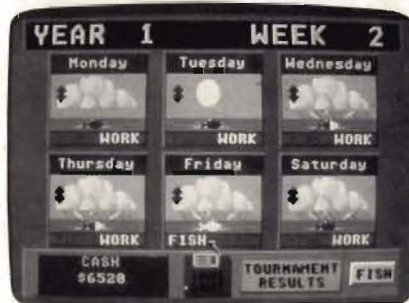 YEAR 1 WEEK 2
Monday Tuesday Wednesday
WORK WORK WORK
Thursday Friday Saturday
WORK FISH WORK
CASH
$6520
TOURNAMENT
RESULTS
FISH